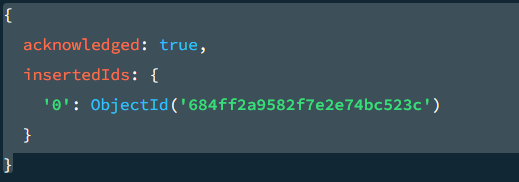 {
acknowledged: true,
insertedIds: {
'0': ObjectId('684ff2a9582f7e2e74bc523c')
}
}